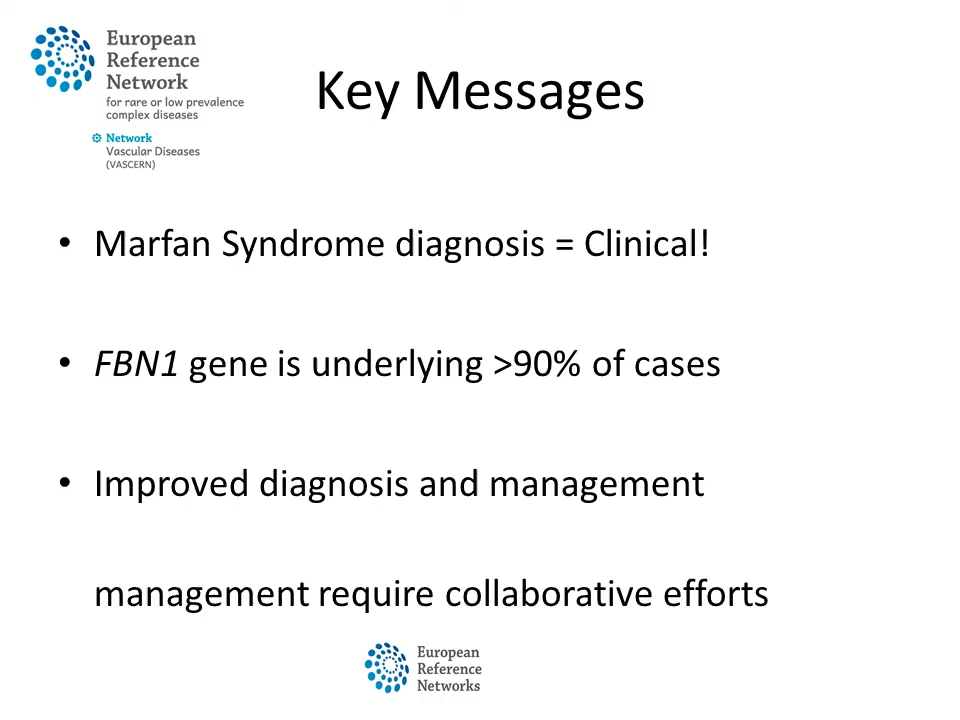 European
Reference
Network
for rare or low prevalence
complex diseases
Network
Vascular Diseases
(VASCERN)
Key Messages
• Marfan Syndrome diagnosis = Clinical!
• FBN1 gene is underlying >90% of cases
• Improved diagnosis and management
management require collaborative efforts
European
Reference
Networks